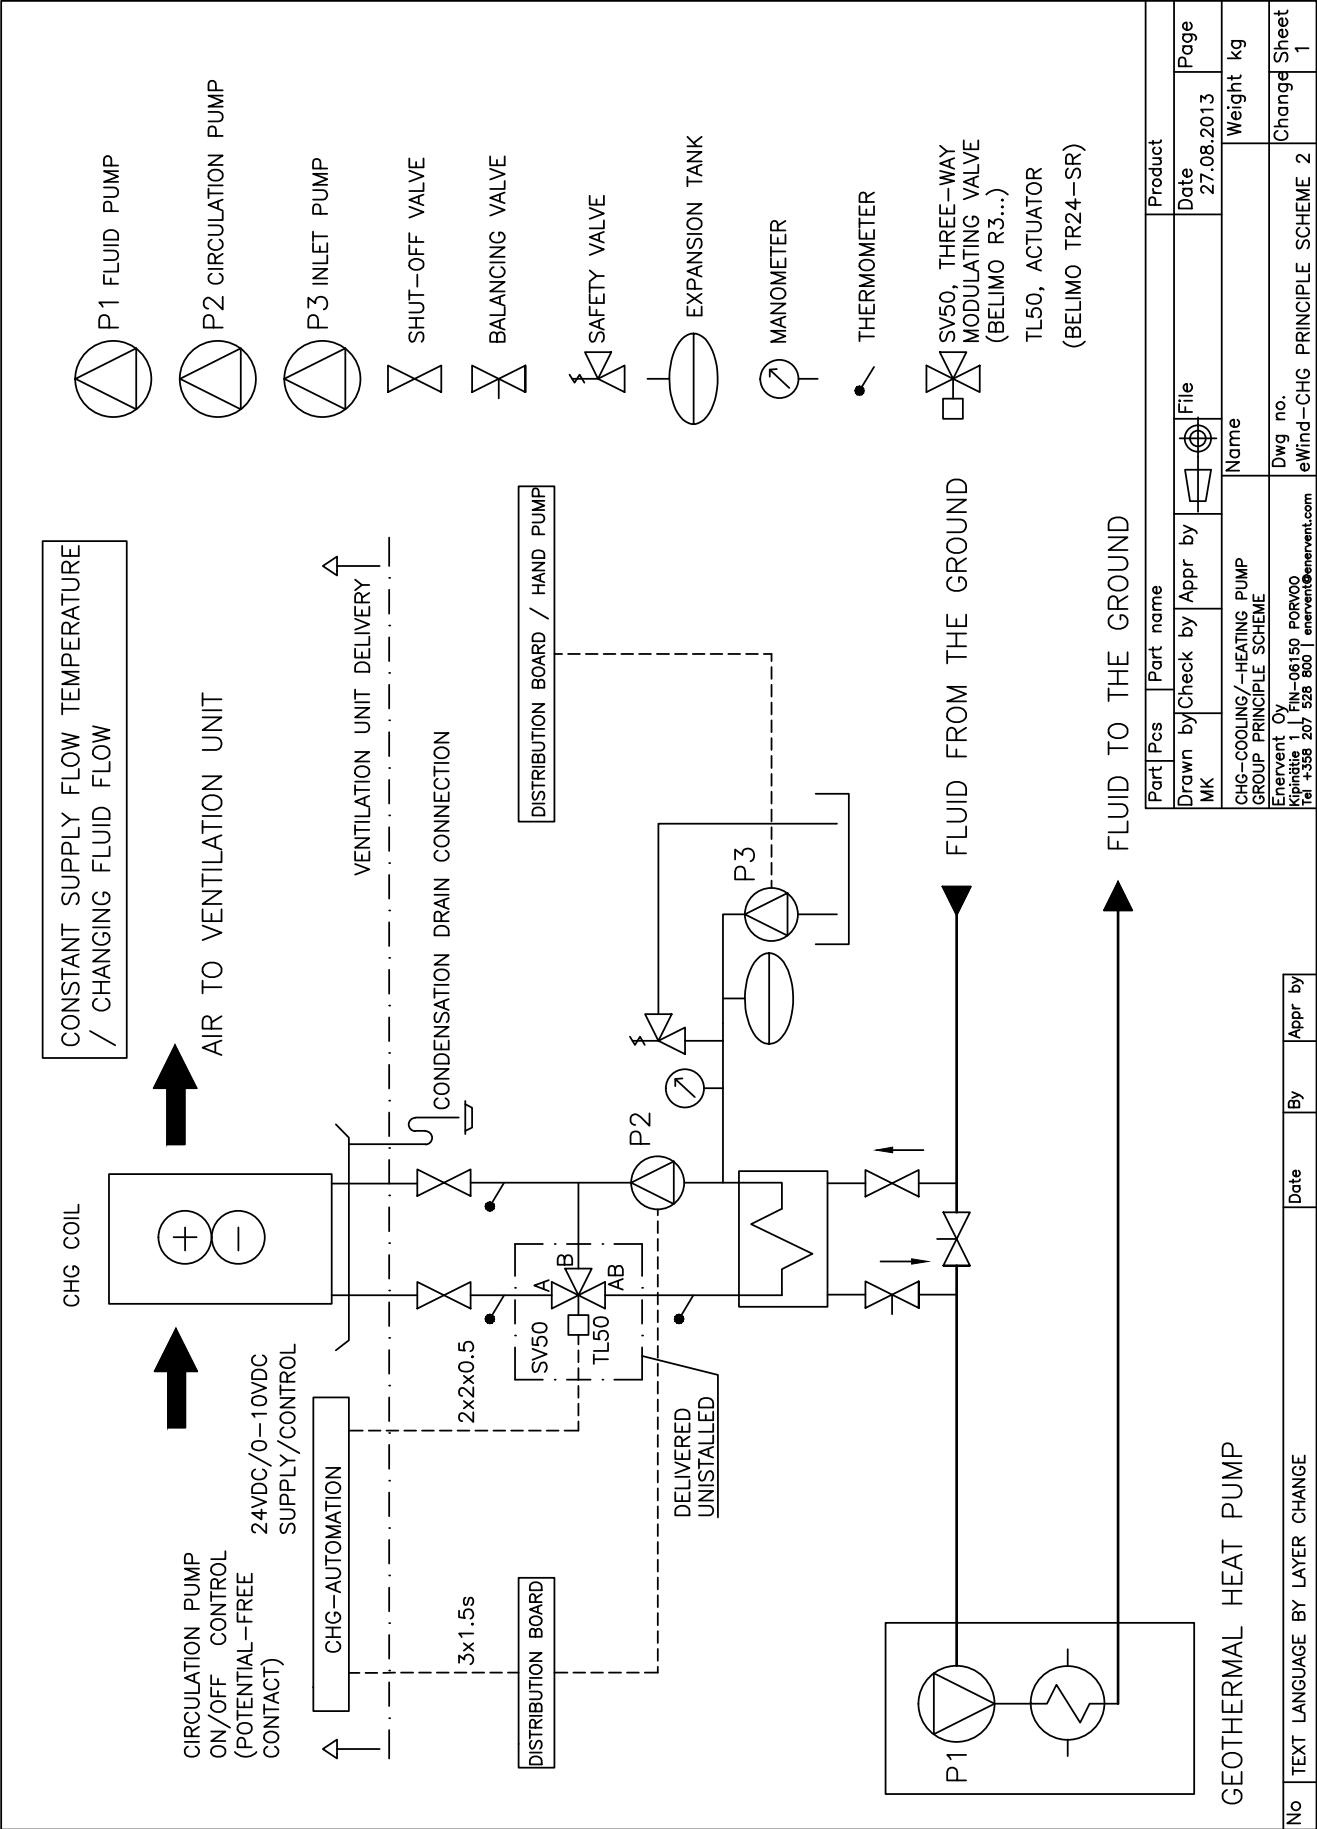 CONSTANT SUPPLY FLOW TEMPERATURE
/ CHANGING FLUID FLOW
AIR TO VENTILATION UNIT
CHG COIL
+
−
CIRCULATION PUMP
ON/OFF CONTROL
(POTENTIAL-FREE
CONTACT)
24VDC/0-10VDC
SUPPLY/CONTROL
CHG-AUTOMATION
VENTILATION UNIT DELIVERY
CONDENSATION DRAIN CONNECTION
3x1.5s
2x2x0.5
DISTRIBUTION BOARD
SV50
TL50
A
B
AB
DELIVERED
UNISTALLED
P2
P3
DISTRIBUTION BOARD / HAND PUMP
FLUID FROM THE GROUND
FLUID TO THE GROUND
P1
GEOTHERMAL HEAT PUMP
P1 FLUID PUMP
P2 CIRCULATION PUMP
P3 INLET PUMP
SHUT-OFF VALVE
BALANCING VALVE
SAFETY VALVE
EXPANSION TANK
MANOMETER
THERMOMETER
SV50, THREE-WAY
MODULATING VALVE
(BELIMO R3...)
TL50, ACTUATOR
(BELIMO TR24-SR)
Part Pcs Part name Product
Drawn by Check by Appr by File Date Page
MK 27.08.2013
CHG-COOLING/-HEATING PUMP
GROUP PRINCIPLE SCHEME
Name Weight kg
Enervent Oy
Kipinätie 1 | FIN-06150 PORVOO
Tel +358 207 528 800 | enervent@enervent.com
Dwg no. Change Sheet
eWind-CHG PRINCIPLE SCHEME 2 1
No TEXT LANGUAGE BY LAYER CHANGE Date By Appr by